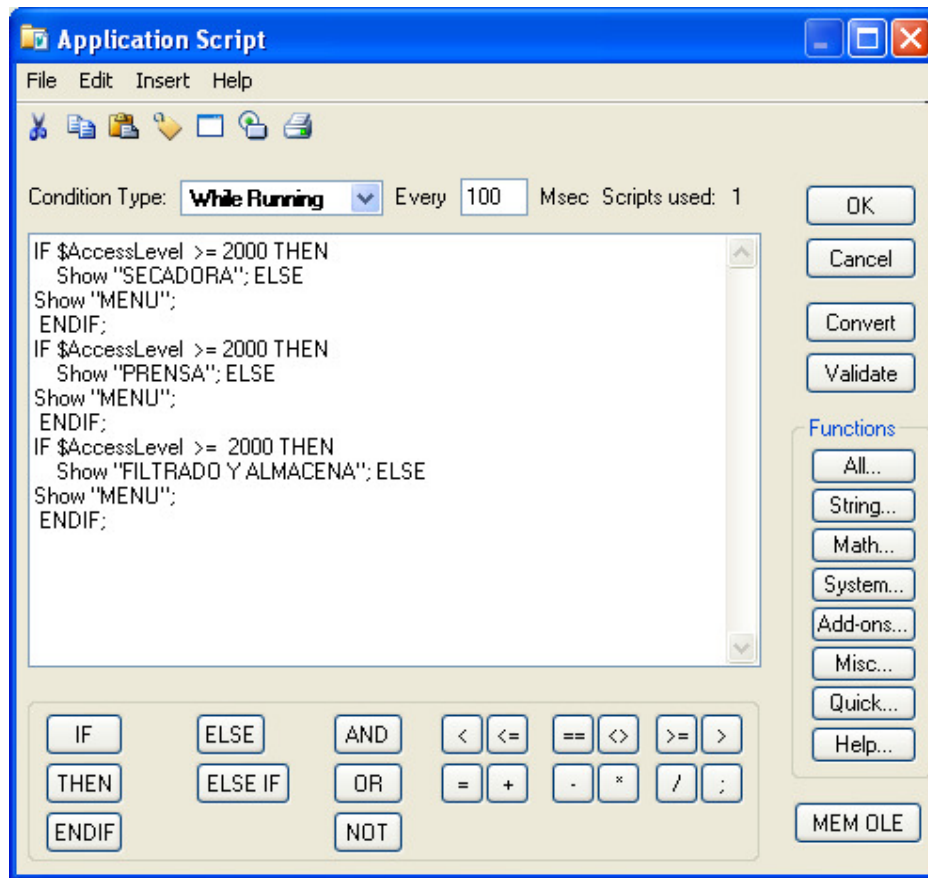 Application Script
File Edit Insert Help
Condition Type: While Running Every 100 Msec Scripts used: 1
OK
Cancel
Convert
Validate
IF $AccessLevel >= 2000 THEN
Show "SECADORA"; ELSE
Show "MENU";
ENDIF;
IF $AccessLevel >= 2000 THEN
Show "PRENSA"; ELSE
Show "MENU";
ENDIF;
IF $AccessLevel >= 2000 THEN
Show "FILTRADO Y ALMACENA"; ELSE
Show "MENU";
ENDIF;
Functions
All...
String...
Math...
System...
Add-ons...
Misc...
Quick...
Help...
IF ELSE AND < <= == <> >= >
THEN ELSE IF OR = + - * / ;
ENDIF NOT
MEM OLE